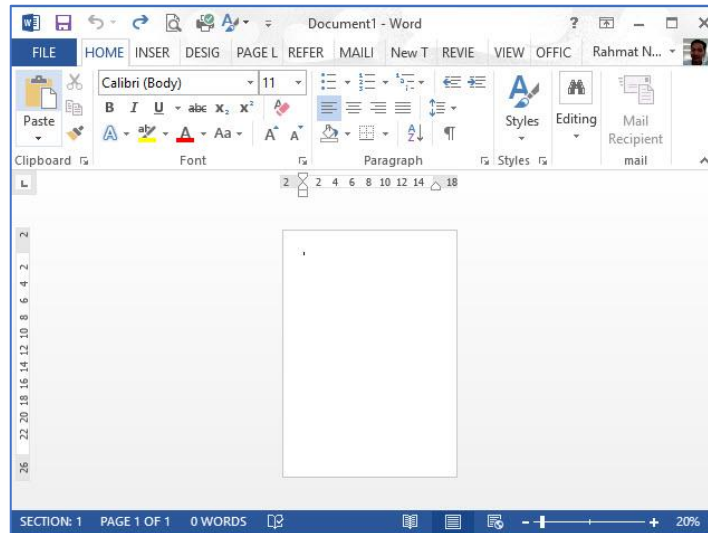 Document1 - Word ?
FILE HOME INSER DESIG PAGE L REFER MAILI New T REVIE VIEW OFFIC Rahmat N...
Calibri (Body) 11
B I U abc X₂ X²
A aby A Aa A A
Paste
Styles Editing Mail Recipient
Clipboard Font Paragraph Styles mail
L 2 2 4 6 8 10 12 14 18
2
2
4
6
8
10
12
14
16
18
20
22
26
SECTION: 1 PAGE 1 OF 1 0 WORDS 20%